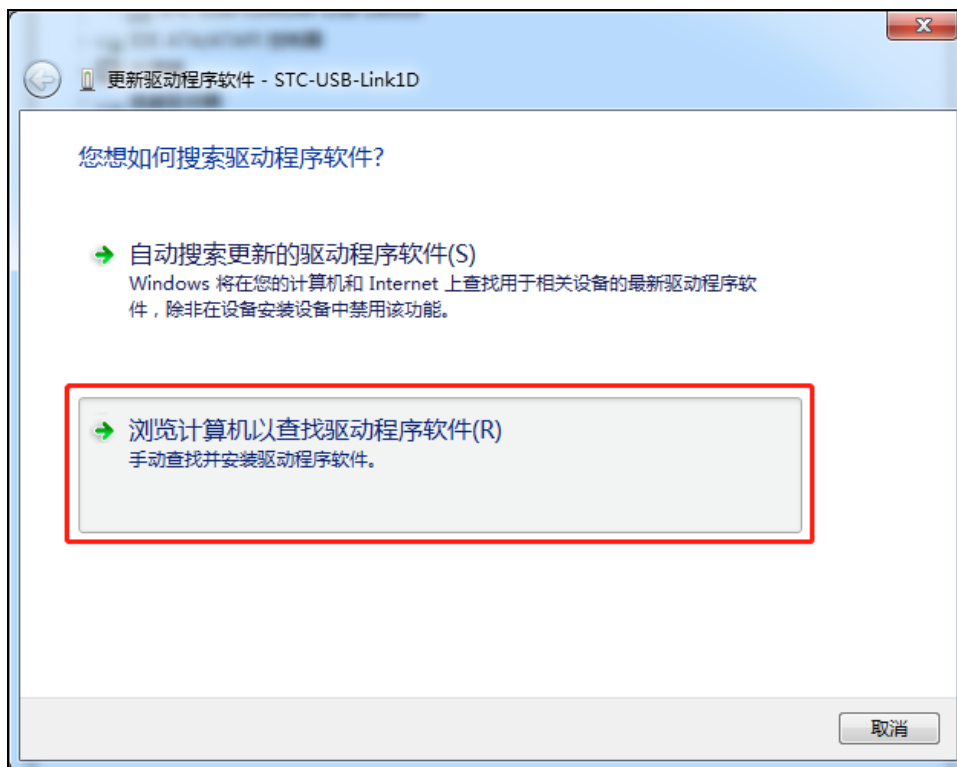 更新驱动程序软件 - STC-USB-Link1D
您想如何搜索驱动程序软件?
自动搜索更新的驱动程序软件(S)
Windows 将在您的计算机和 Internet 上查找用于相关设备的最新驱动程序软
件，除非在设备安装设备中禁用该功能。
浏览计算机以查找驱动程序软件(R)
手动查找并安装驱动程序软件。
取消